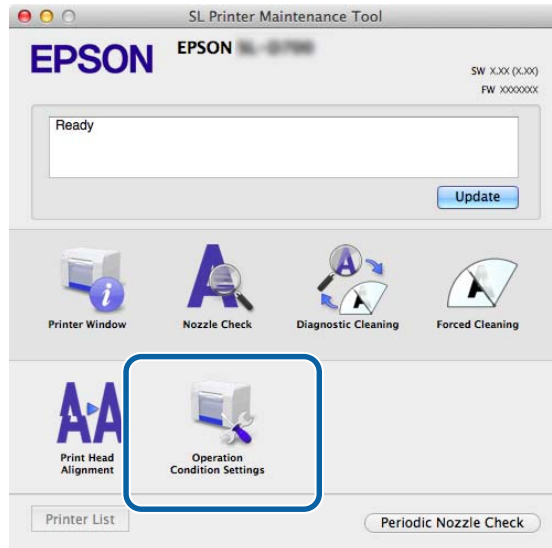 SL Printer Maintenance Tool
EPSON
EPSON
SW X.XX (X.XX)
FW XXXXXXX
Ready
Update
Printer Window
Nozzle Check
Diagnostic Cleaning
Forced Cleaning
Print Head
Alignment
Operation
Condition Settings
Printer List
Periodic Nozzle Check